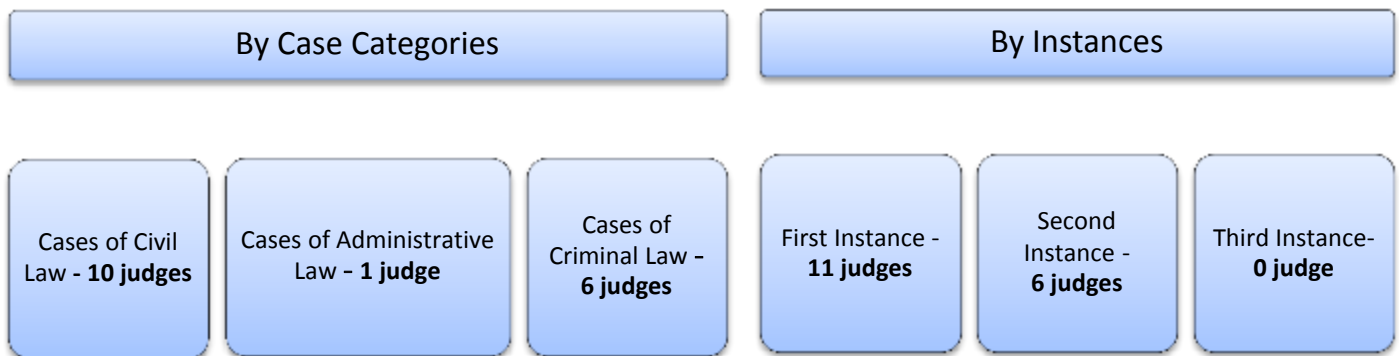 By Case Categories
By Instances
Cases of Civil
Law - 10 judges
Cases of Administrative
Law – 1 judge
Cases of
Criminal Law –
6 judges
First Instance -
11 judges
Second
Instance -
6 judges
Third Instance-
0 judge